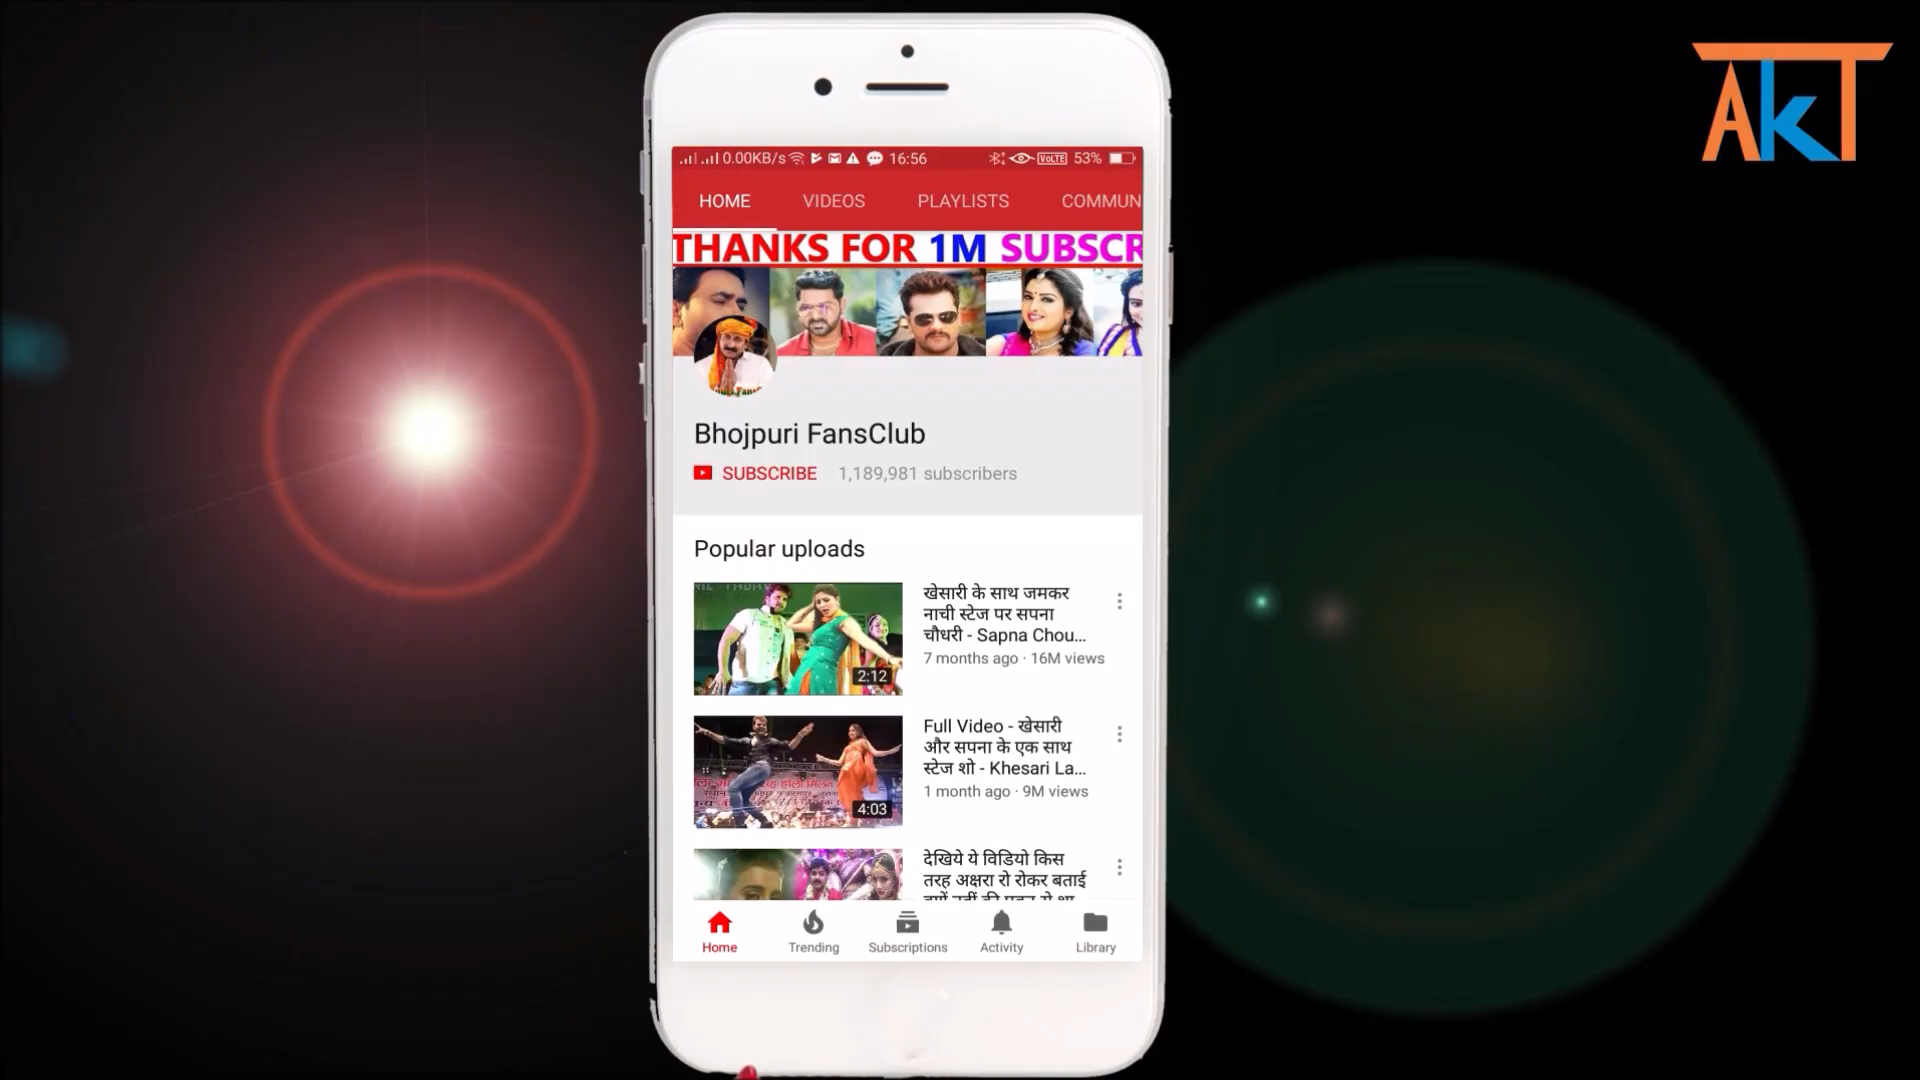 AKT
0.00KB/s 16:56 VoLTE 53%
HOME VIDEOS PLAYLISTS COMMUN
THANKS FOR 1M SUBSCR
Bhojpuri FansClub
SUBSCRIBE 1,189,981 subscribers
Popular uploads
खेसारी के साथ जमकर
नाची स्टेज पर सपना
चौधरी - Sapna Chou...
7 months ago · 16M views
2:12
Full Video - खेसारी
और सपना के एक साथ
स्टेज शो - Khesari La...
1 month ago · 9M views
4:03
देखिये ये विडियो किस
तरह अक्षरा रो रोकर बताई
Home Trending Subscriptions Activity Library